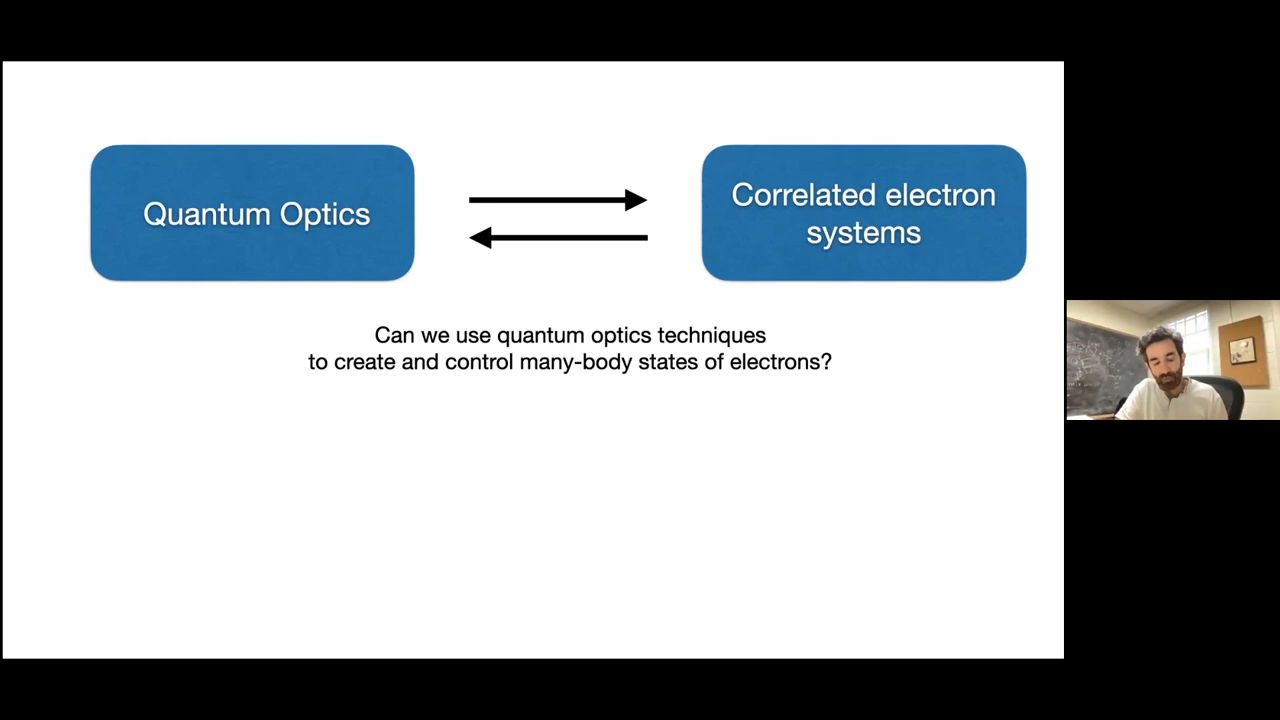 Quantum Optics
Correlated electron
systems
Can we use quantum optics techniques
to create and control many-body states of electrons?